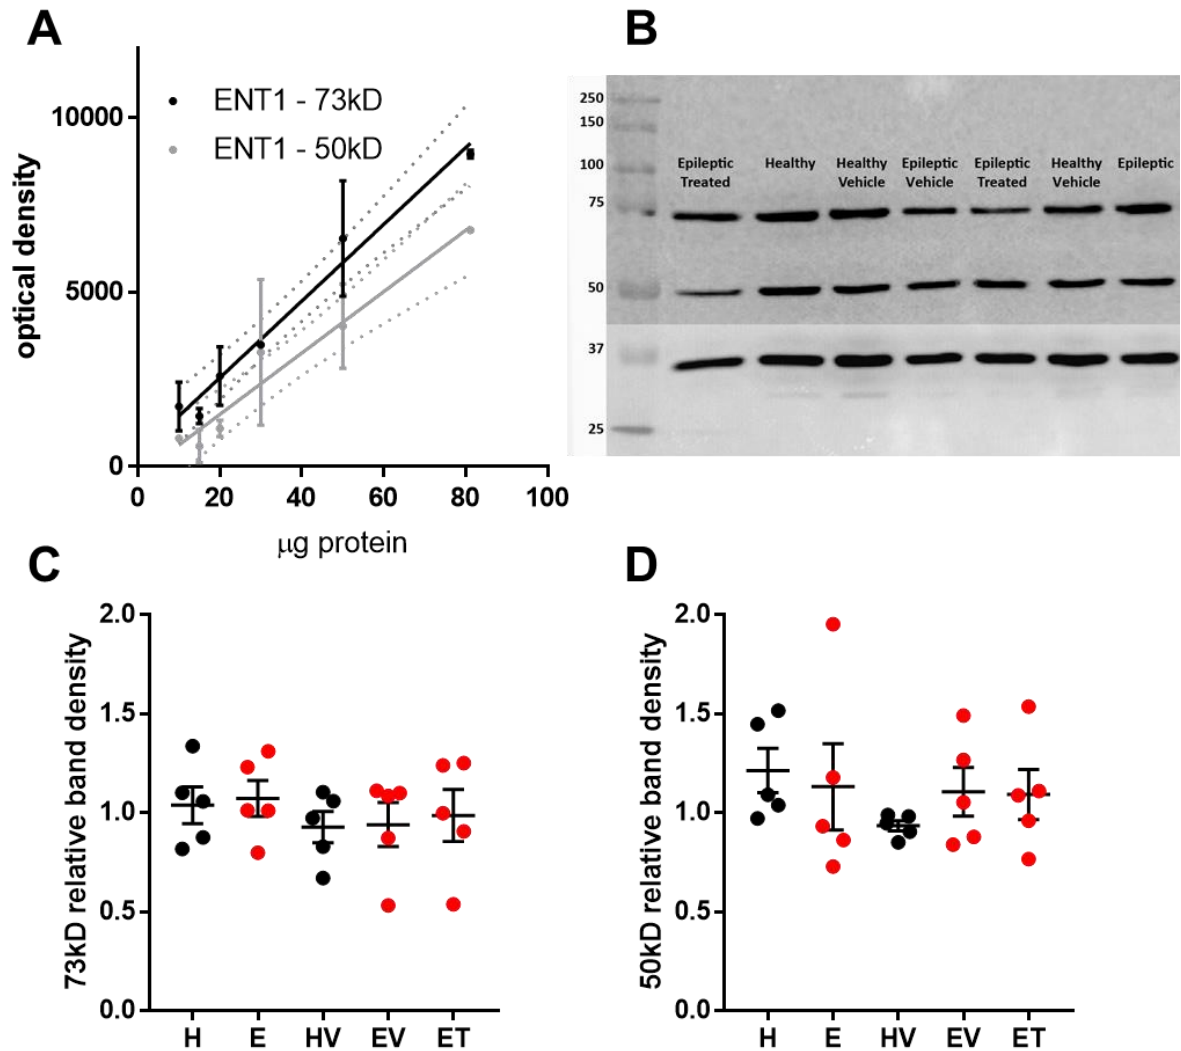 A
10000
5000
0
optical density
ENT1 - 73kD
ENT1 - 50kD
0 20 40 60 80 100
μg protein
B
250
150
100
75
50
37
25
Epileptic
Treated
Healthy
Healthy
Vehicle
Epileptic
Vehicle
Epileptic
Treated
Healthy
Vehicle
Epileptic
C
2.0
1.5
1.0
0.5
0.0
73kD relative band density
H E HV EV ET
D
2.0
1.5
1.0
0.5
0.0
50kD relative band density
H E HV EV ET